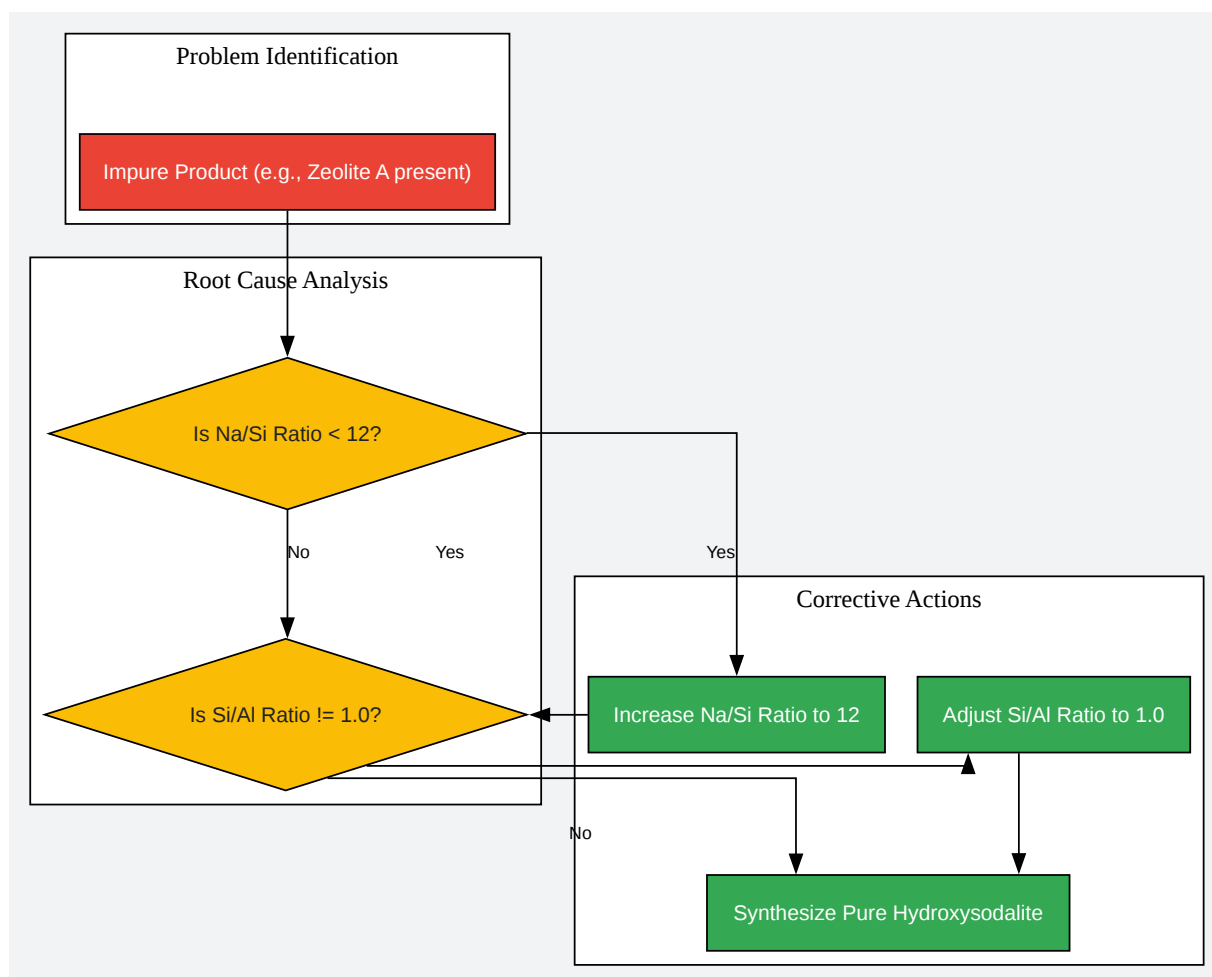 Problem Identification
Impure Product (e.g., Zeolite A present)
Root Cause Analysis
Is Na/Si Ratio < 12?
No
Yes
Yes
Corrective Actions
Is Si/Al Ratio != 1.0?
Increase Na/Si Ratio to 12
Adjust Si/Al Ratio to 1.0
No
Synthesize Pure Hydroxysodalite